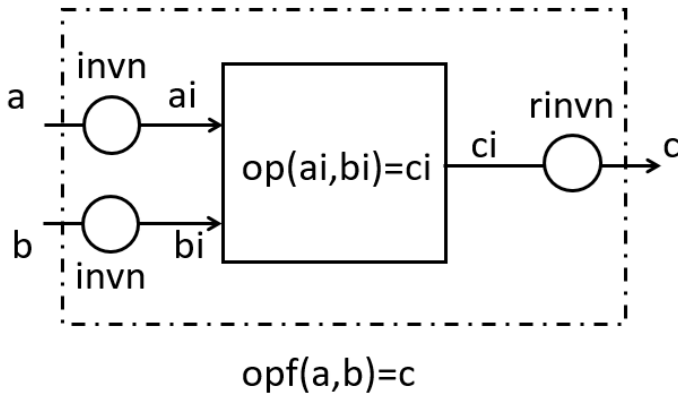 invn
a
ai
rinvn
op(ai,bi)=ci
ci
c
b
bi
invn
opf(a,b)=c